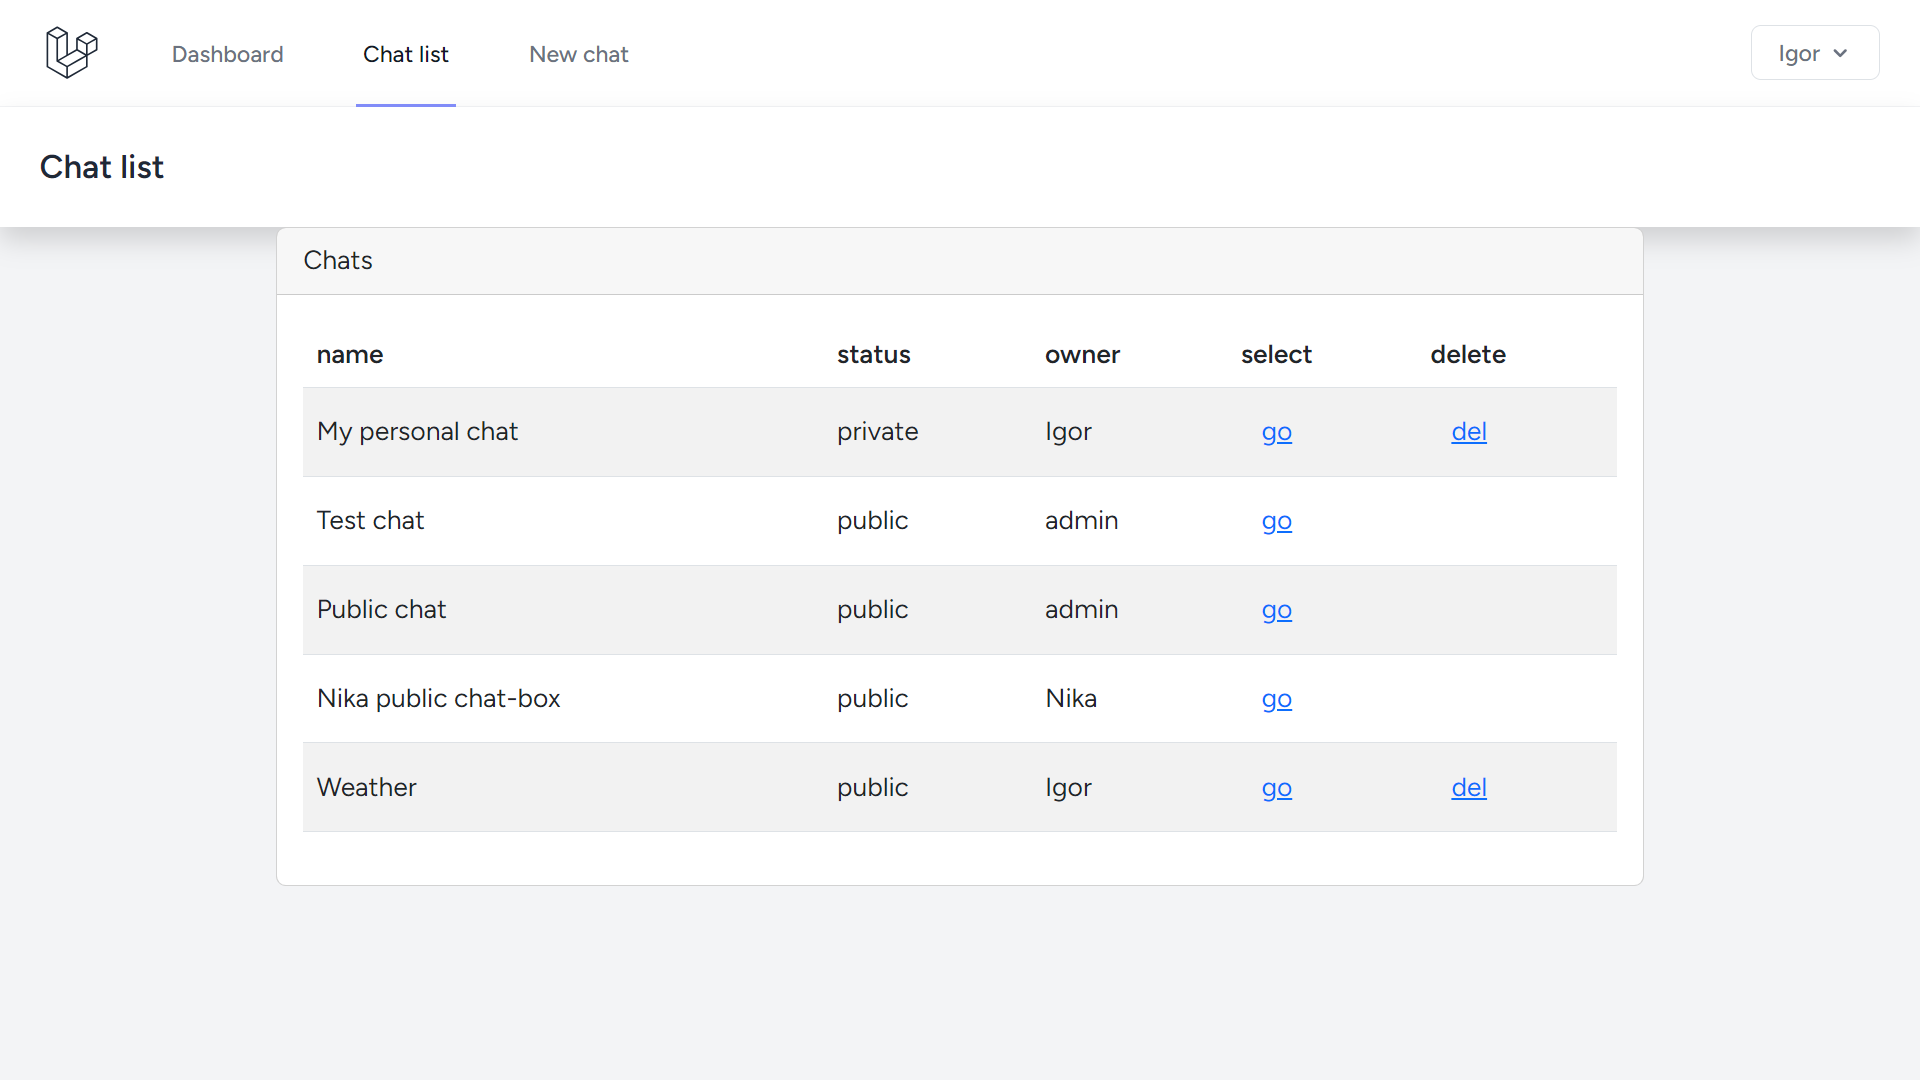 Dashboard Chat list New chat Igor
Chat list
Chats
name status owner select delete
My personal chat private Igor go del
Test chat public admin go
Public chat public admin go
Nika public chat-box public Nika go
Weather public Igor go del